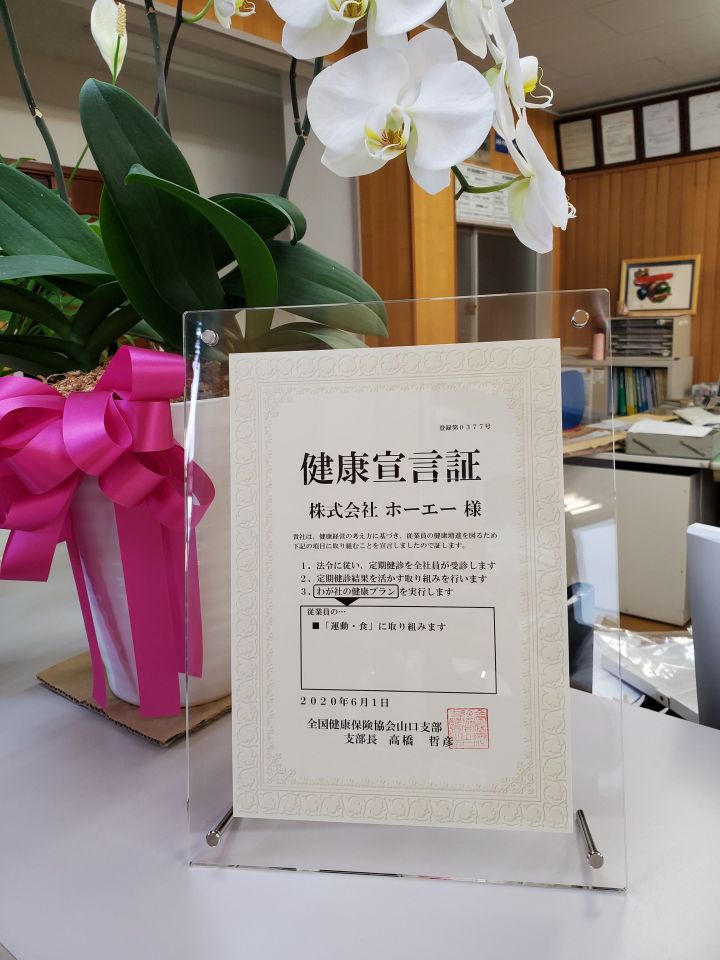 登録第0377号
健康宣言証
株式会社 ホーエー 様
貴社は、健康経営の考え方に基づき、従業員の健康増進を図るため
下記の項目に取り組むことを宣言しましたので証します。
1．法令に従い、定期健診を全社員が受診します
2．定期健診結果を活かす取り組みを行います
3．わが社の健康プランを実行します
従業員の…
■「運動・食」に取り組みます
2020年6月1日
全国健康保険協会山口支部
支部長 高橋 哲彦